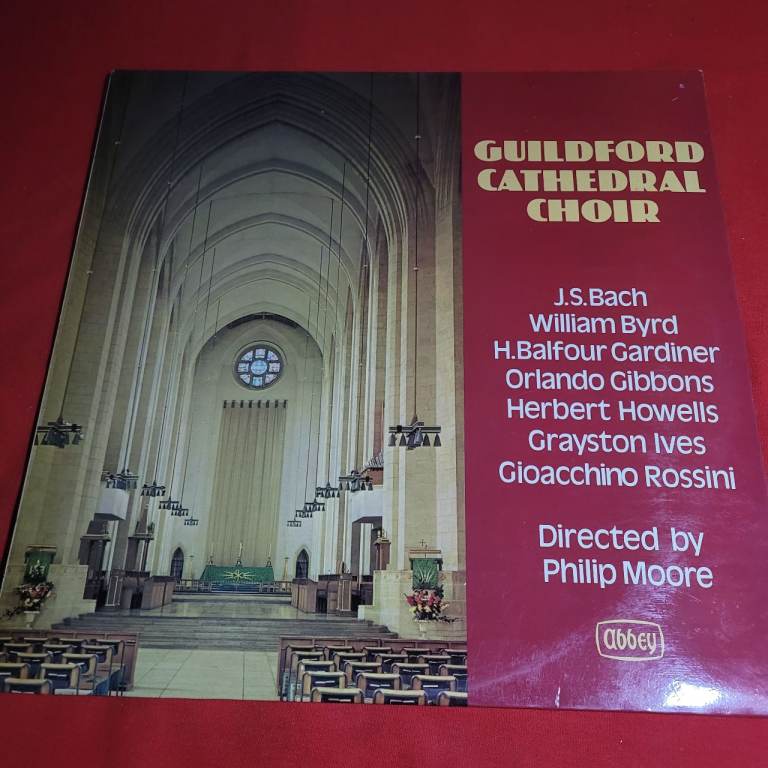 GUILDFORD
CATHEDRAL
CHOIR
J.S.Bach
William Byrd
H.Balfour Gardiner
Orlando Gibbons
Herbert Howells
Grayston Ives
Gioacchino Rossini
Directed by
Philip Moore
abbey